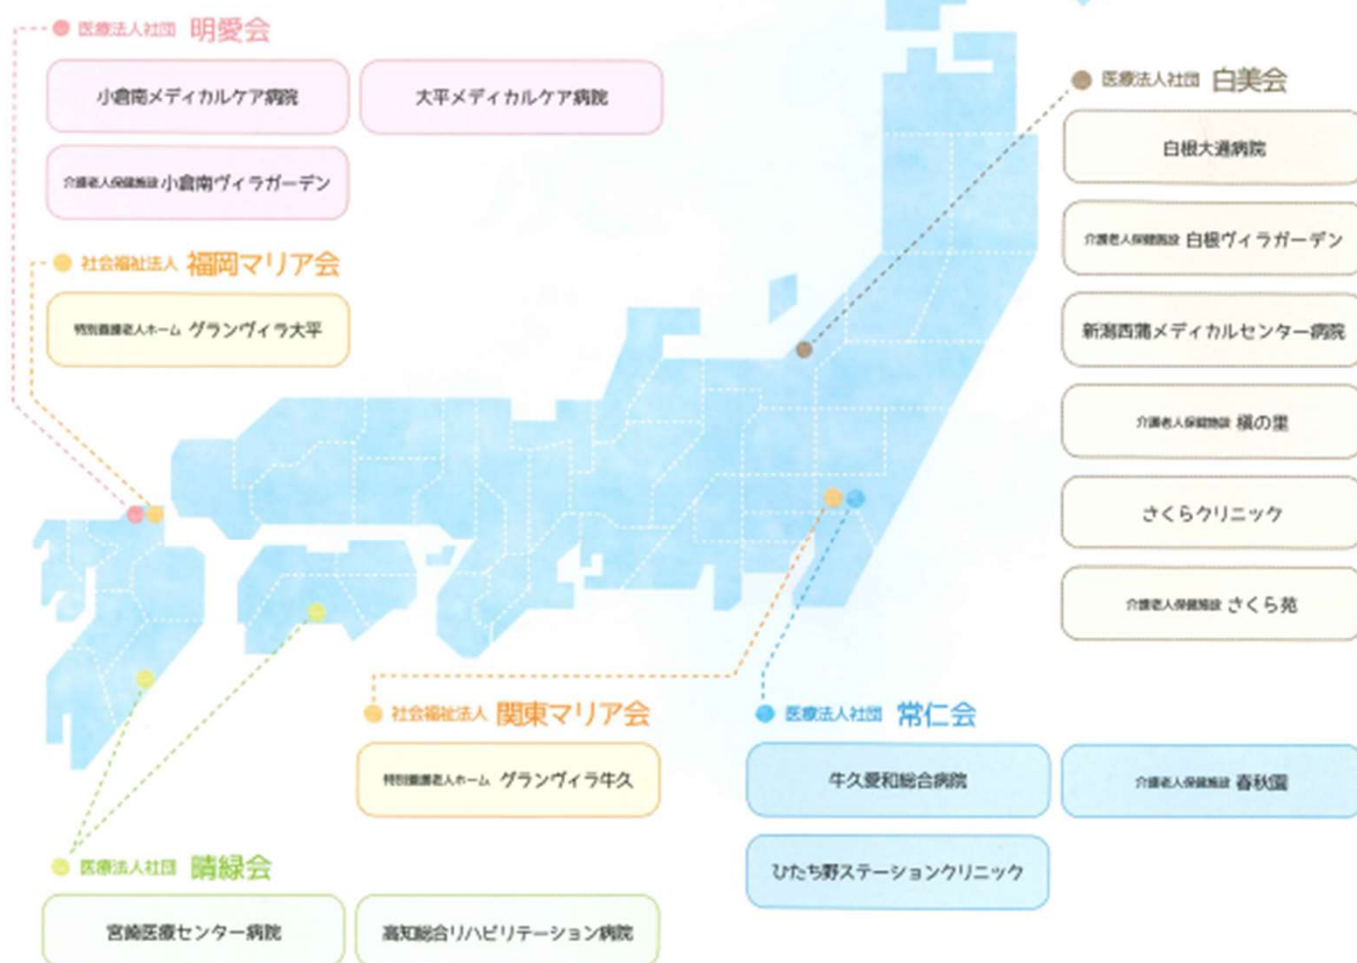 医療法人社団 明愛会
小倉南メディカルケア病院
大平メディカルケア病院
介護老人保健施設 小倉南ヴィラガーデン
社会福祉法人 福岡マリア会
特別養護老人ホーム グランヴィラ大平
医療法人社団 白美会
白根大通病院
介護老人保健施設 白根ヴィラガーデン
新潟西蒲メディカルセンター病院
介護老人保健施設 槇の里
さくらクリニック
介護老人保健施設 さくら苑
社会福祉法人 関東マリア会
特別養護老人ホーム グランヴィラ牛久
医療法人社団 常仁会
牛久愛和総合病院
介護老人保健施設 春秋園
ひたち野ステーションクリニック
医療法人社団 晴緑会
宮崎医療センター病院
高知総合リハビリテーション病院